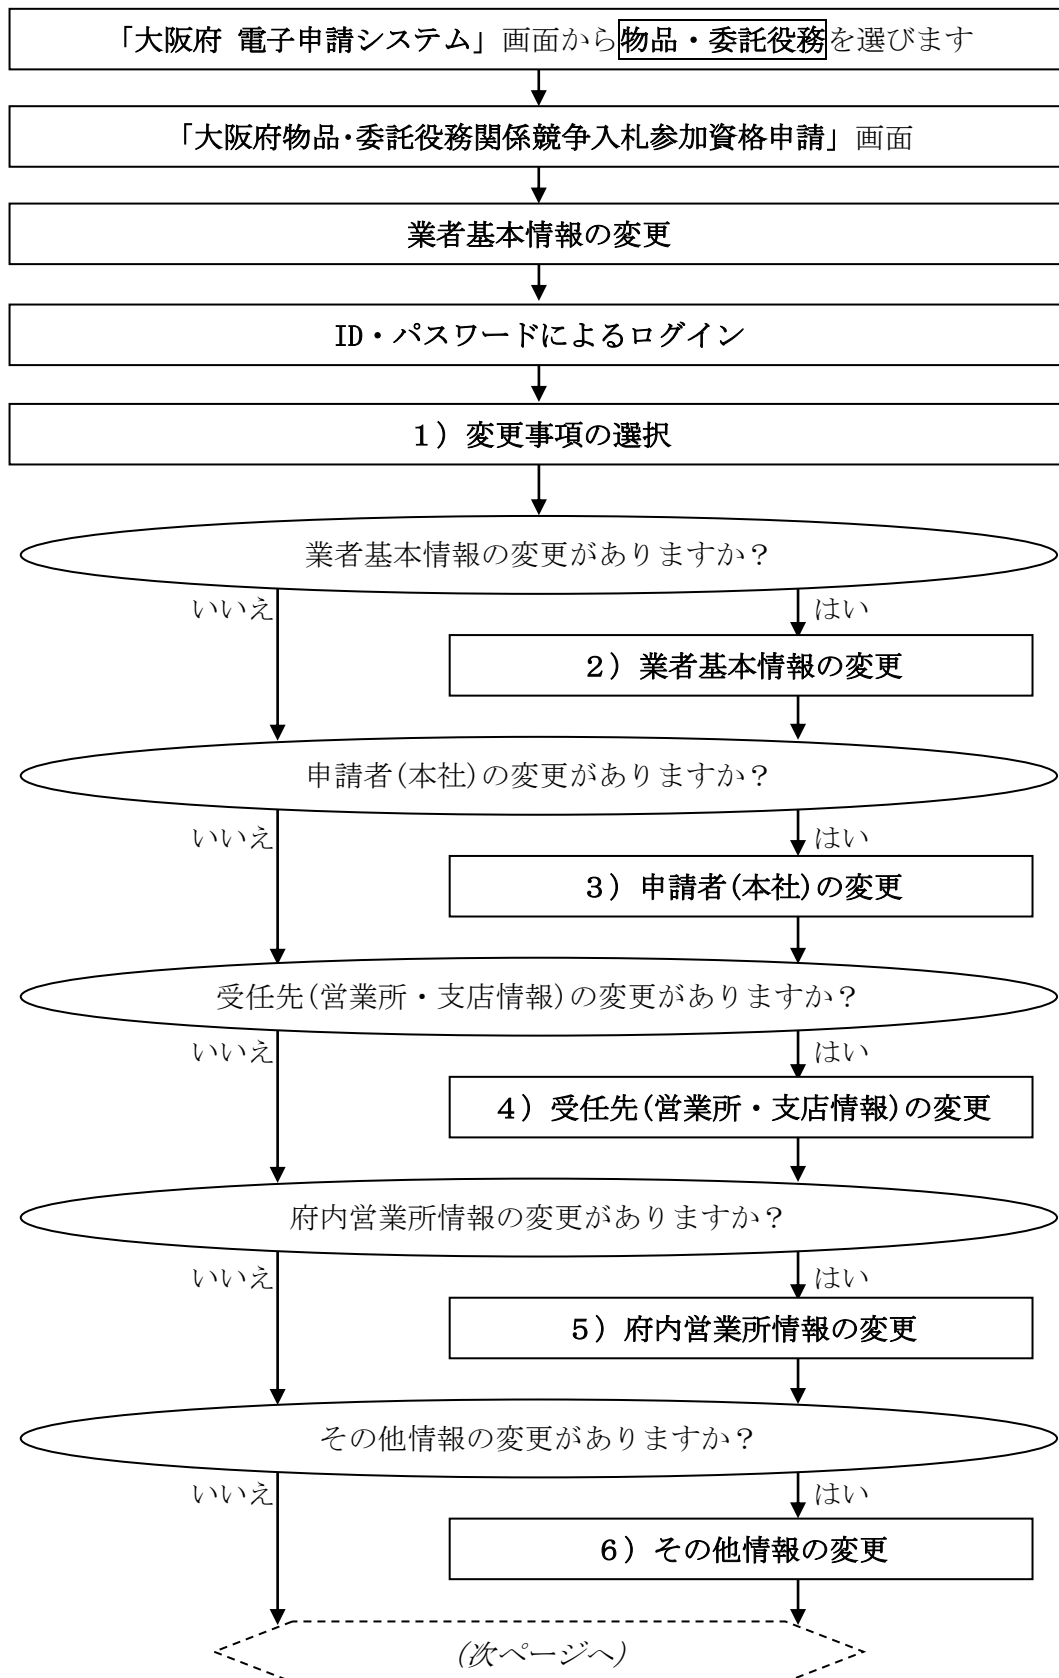 「大阪府 電子申請システム」画面から物品・委託役務を選びます
「大阪府物品･委託役務関係競争入札参加資格申請」画面
業者基本情報の変更
ID・パスワードによるログイン
１）変更事項の選択
業者基本情報の変更がありますか？
いいえ
はい
２）業者基本情報の変更
申請者(本社)の変更がありますか？
いいえ
はい
３）申請者(本社)の変更
受任先(営業所・支店情報)の変更がありますか？
いいえ
はい
４）受任先(営業所・支店情報)の変更
府内営業所情報の変更がありますか？
いいえ
はい
５）府内営業所情報の変更
その他情報の変更がありますか？
いいえ
はい
６）その他情報の変更
(次ページへ)